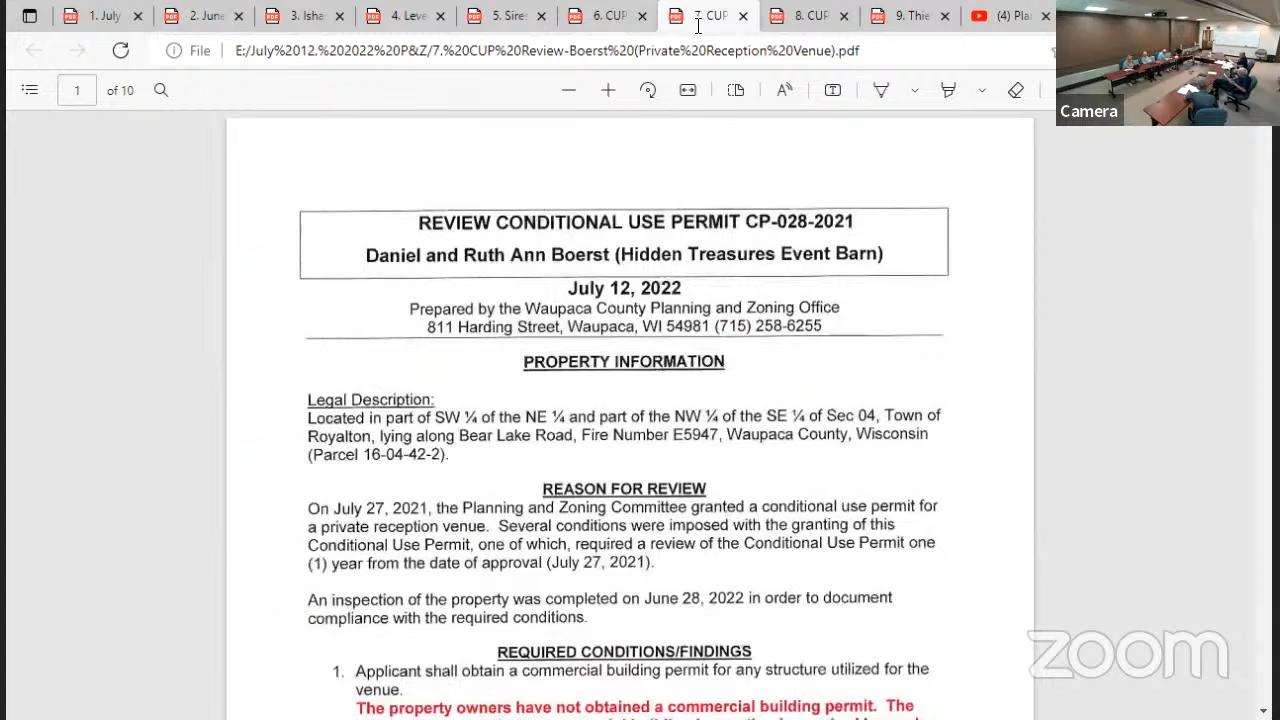 1. July
2. June
3. Isha
4. Leve
5. Sires
6. CUP
7. CUP
8. CUP
9. Thie
(4) Pla
File
E:/July%2012.%202022%20P&Z/7.%20CUP%20Review-Boerst%20(Private%20Reception%20Venue).pdf
1 of 10
Camera
REVIEW CONDITIONAL USE PERMIT CP-028-2021
Daniel and Ruth Ann Boerst (Hidden Treasures Event Barn)
July 12, 2022
Prepared by the Waupaca County Planning and Zoning Office
811 Harding Street, Waupaca, WI 54981 (715) 258-6255
PROPERTY INFORMATION
Legal Description:
Located in part of SW ¼ of the NE ¼ and part of the NW ¼ of the SE ¼ of Sec 04, Town of
Royalton, lying along Bear Lake Road, Fire Number E5947, Waupaca County, Wisconsin
(Parcel 16-04-42-2).
REASON FOR REVIEW
On July 27, 2021, the Planning and Zoning Committee granted a conditional use permit for
a private reception venue. Several conditions were imposed with the granting of this
Conditional Use Permit, one of which, required a review of the Conditional Use Permit one
(1) year from the date of approval (July 27, 2021).
An inspection of the property was completed on June 28, 2022 in order to document
compliance with the required conditions.
REQUIRED CONDITIONS/FINDINGS
1. Applicant shall obtain a commercial building permit for any structure utilized for the
venue.
The property owners have not obtained a commercial building permit. The
zoom